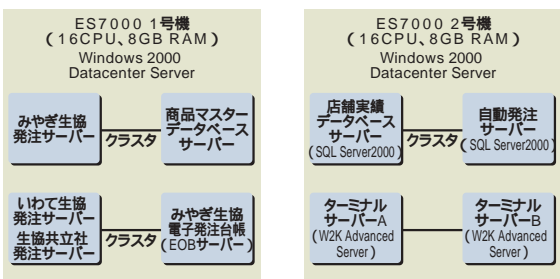 ES7000 1号機
(16CPU、8GB RAM)
Windows 2000
Datacenter Server
みやぎ生協
発注サーバー
クラスタ
商品マスター
データベース
サーバー
いわて生協
発注サーバー
生協共立社
発注サーバー
クラスタ
みやぎ生協
電子発注台帳
(EOBサーバー)
ES7000 2号機
(16CPU、8GB RAM)
Windows 2000
Datacenter Server
店舗実績
データベース
サーバー
(SQL Server2000)
クラスタ
自動発注
サーバー
(SQL Server2000)
ターミナル
サーバーA
(W2K Advanced
Server)
ターミナル
サーバーB
(W2K Advanced
Server)